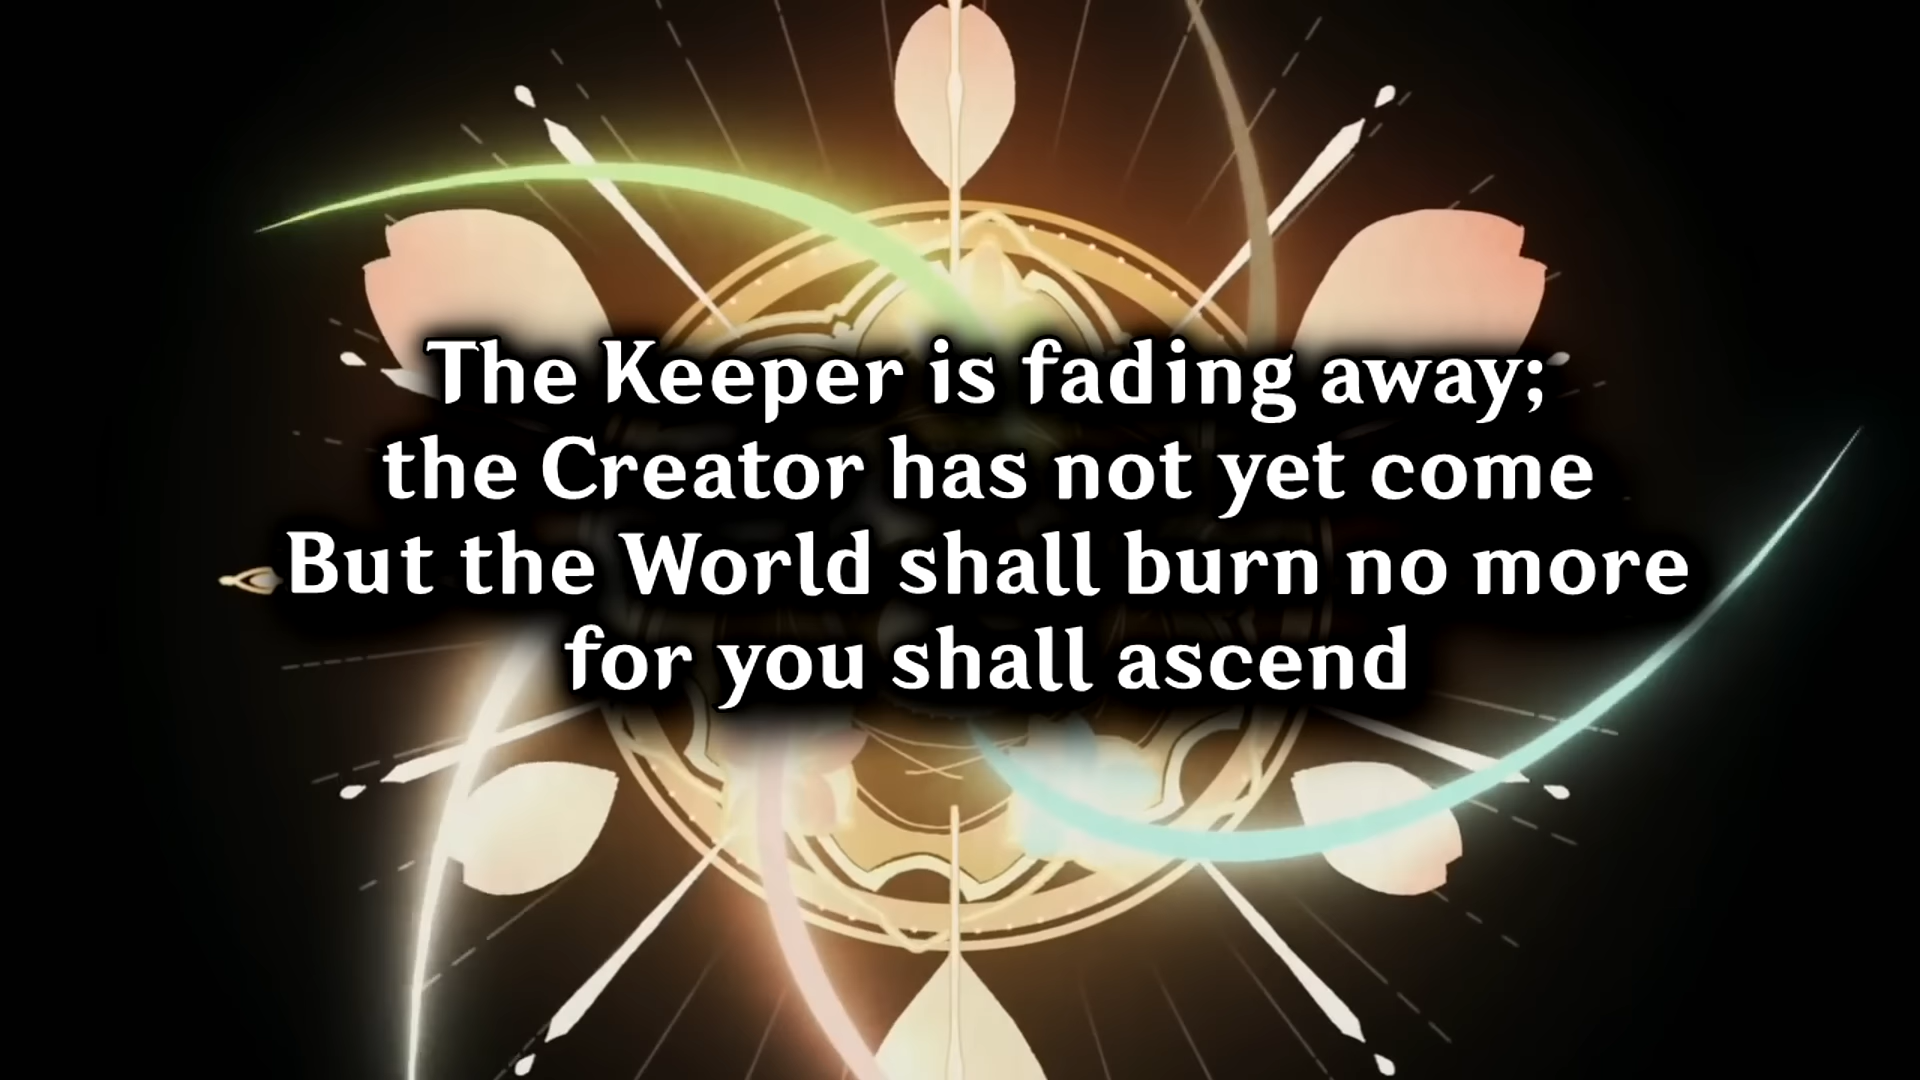 The Keeper is fading away;
the Creator has not yet come
But the World shall burn no more
for you shall ascend